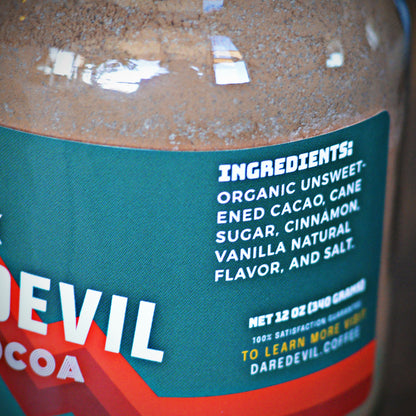 INGREDIENTS:
ORGANIC UNSWEET-
ENED CACAO, CANE
SUGAR, CINNAMON,
VANILLA NATURAL
FLAVOR, AND SALT.
DEVIL
OCOA
NET 12 OZ (340 GRAMS)
100% SATISFACTION GUARANTEE
TO LEARN MORE VISIT
DAREDEVIL.COFFEE